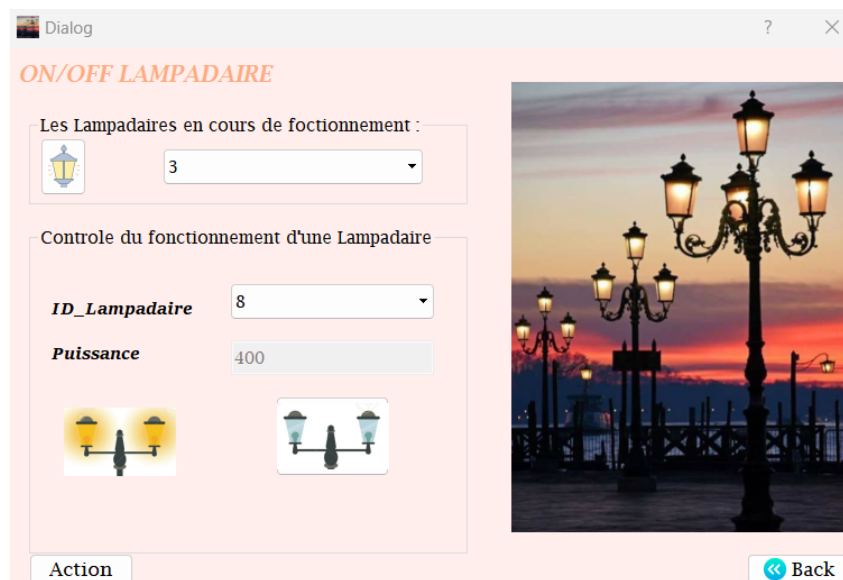 Dialog ?
ON/OFF LAMPADAIRE
Les Lampadaires en cours de foctionnement :
3
Controle du fonctionnement d'une Lampadaire
ID_Lampadaire 8
Puissance 400
Action Back